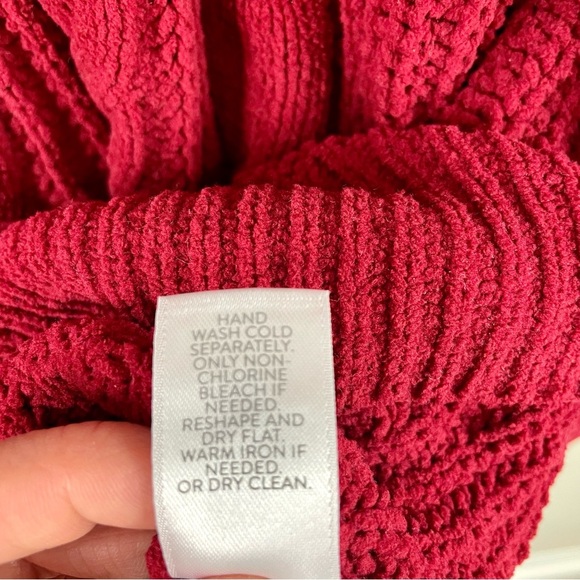 HAND
WASH COLD
SEPARATELY.
ONLY NON-
CHLORINE
BLEACH IF
NEEDED.
RESHAPE AND
DRY FLAT.
WARM IRON IF
NEEDED.
OR DRY CLEAN.